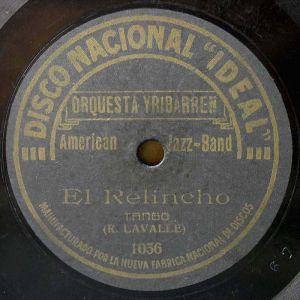 DISCO NACIONAL "IDEAL"
ORQUESTA YRIBARREN
American Jazz-Band
El Relincho
TANGO
(R. LAVALLE)
1036
MANUFACTURADO POR LA NUEVA FABRICA NACIONAL DE DISCOS